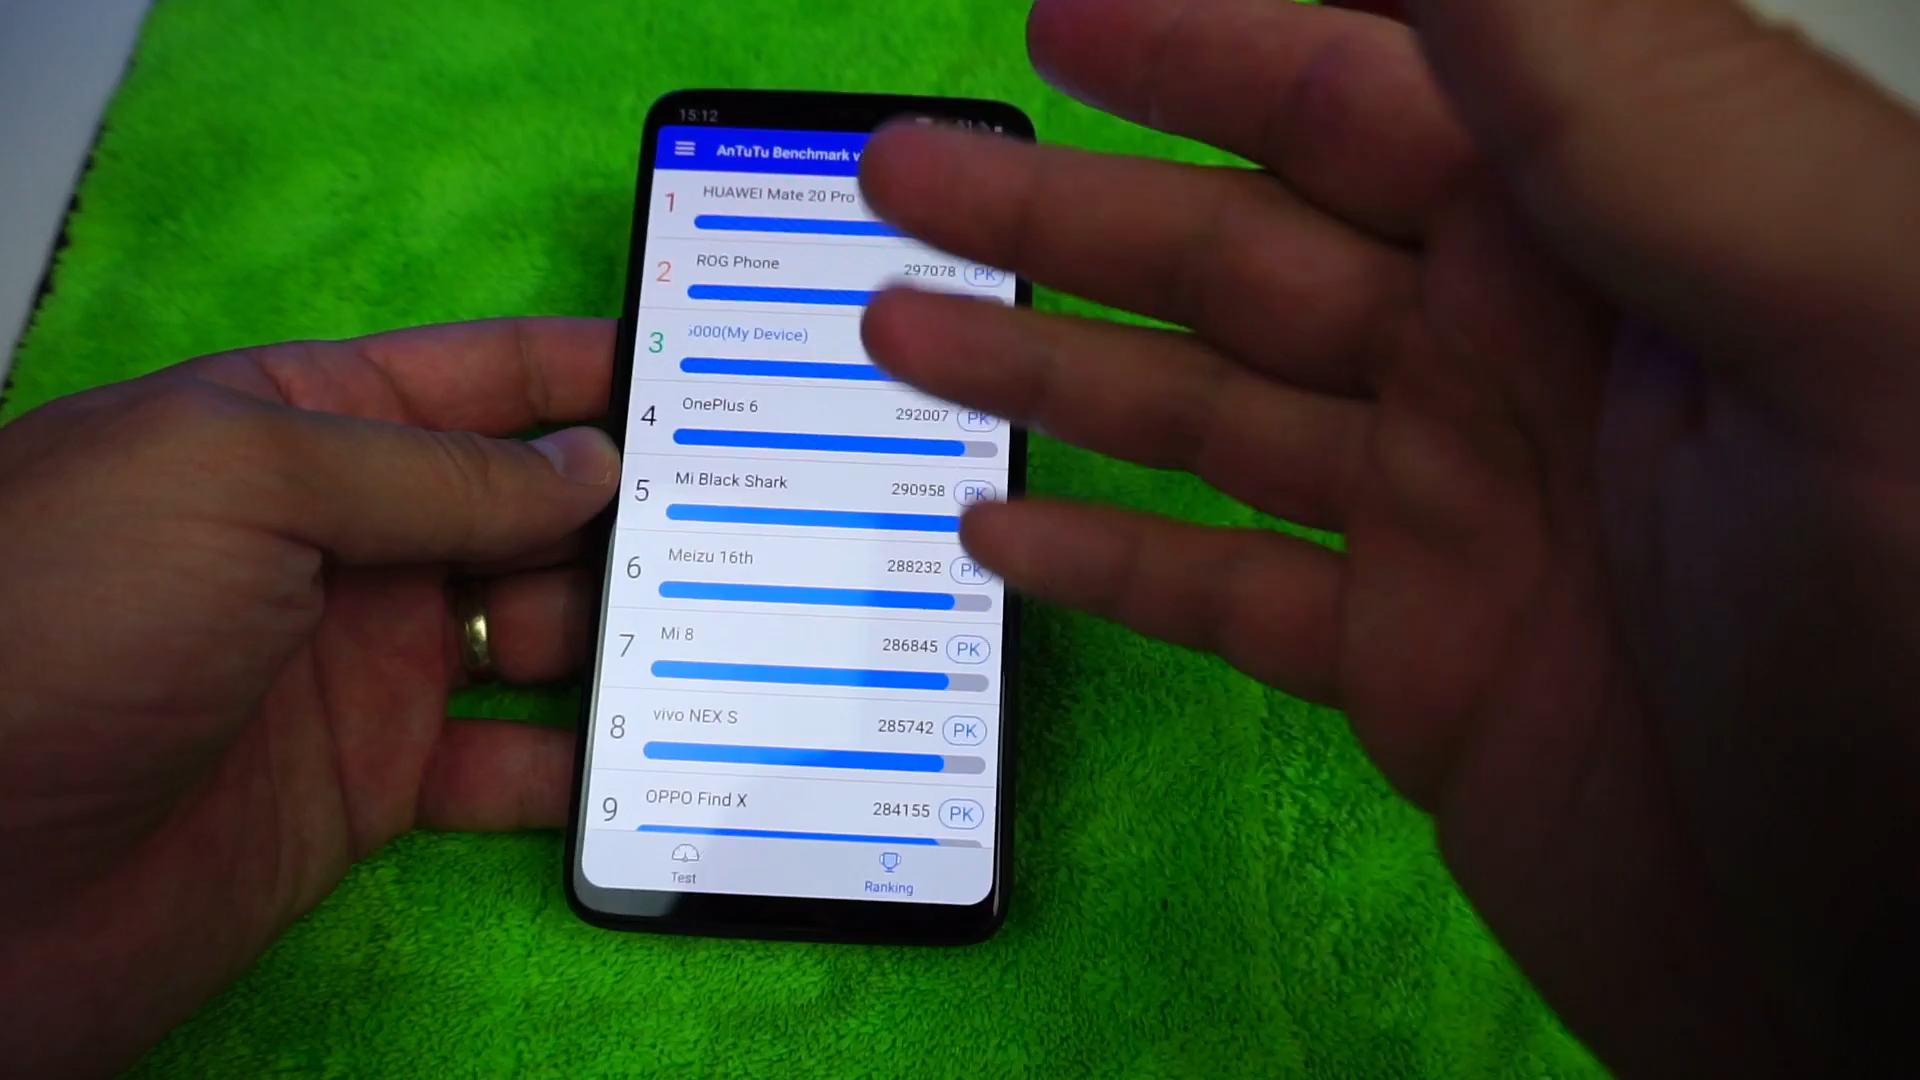 15:12
AnTuTu Benchmark
1 HUAWEI Mate 20 Pro
2 ROG Phone 297078 PK
3 000(My Device)
4 OnePlus 6 292007 PK
5 Mi Black Shark 290958 PK
6 Meizu 16th 288232 PK
7 Mi 8 286845 PK
8 vivo NEX S 285742 PK
9 OPPO Find X 284155 PK
Test Ranking